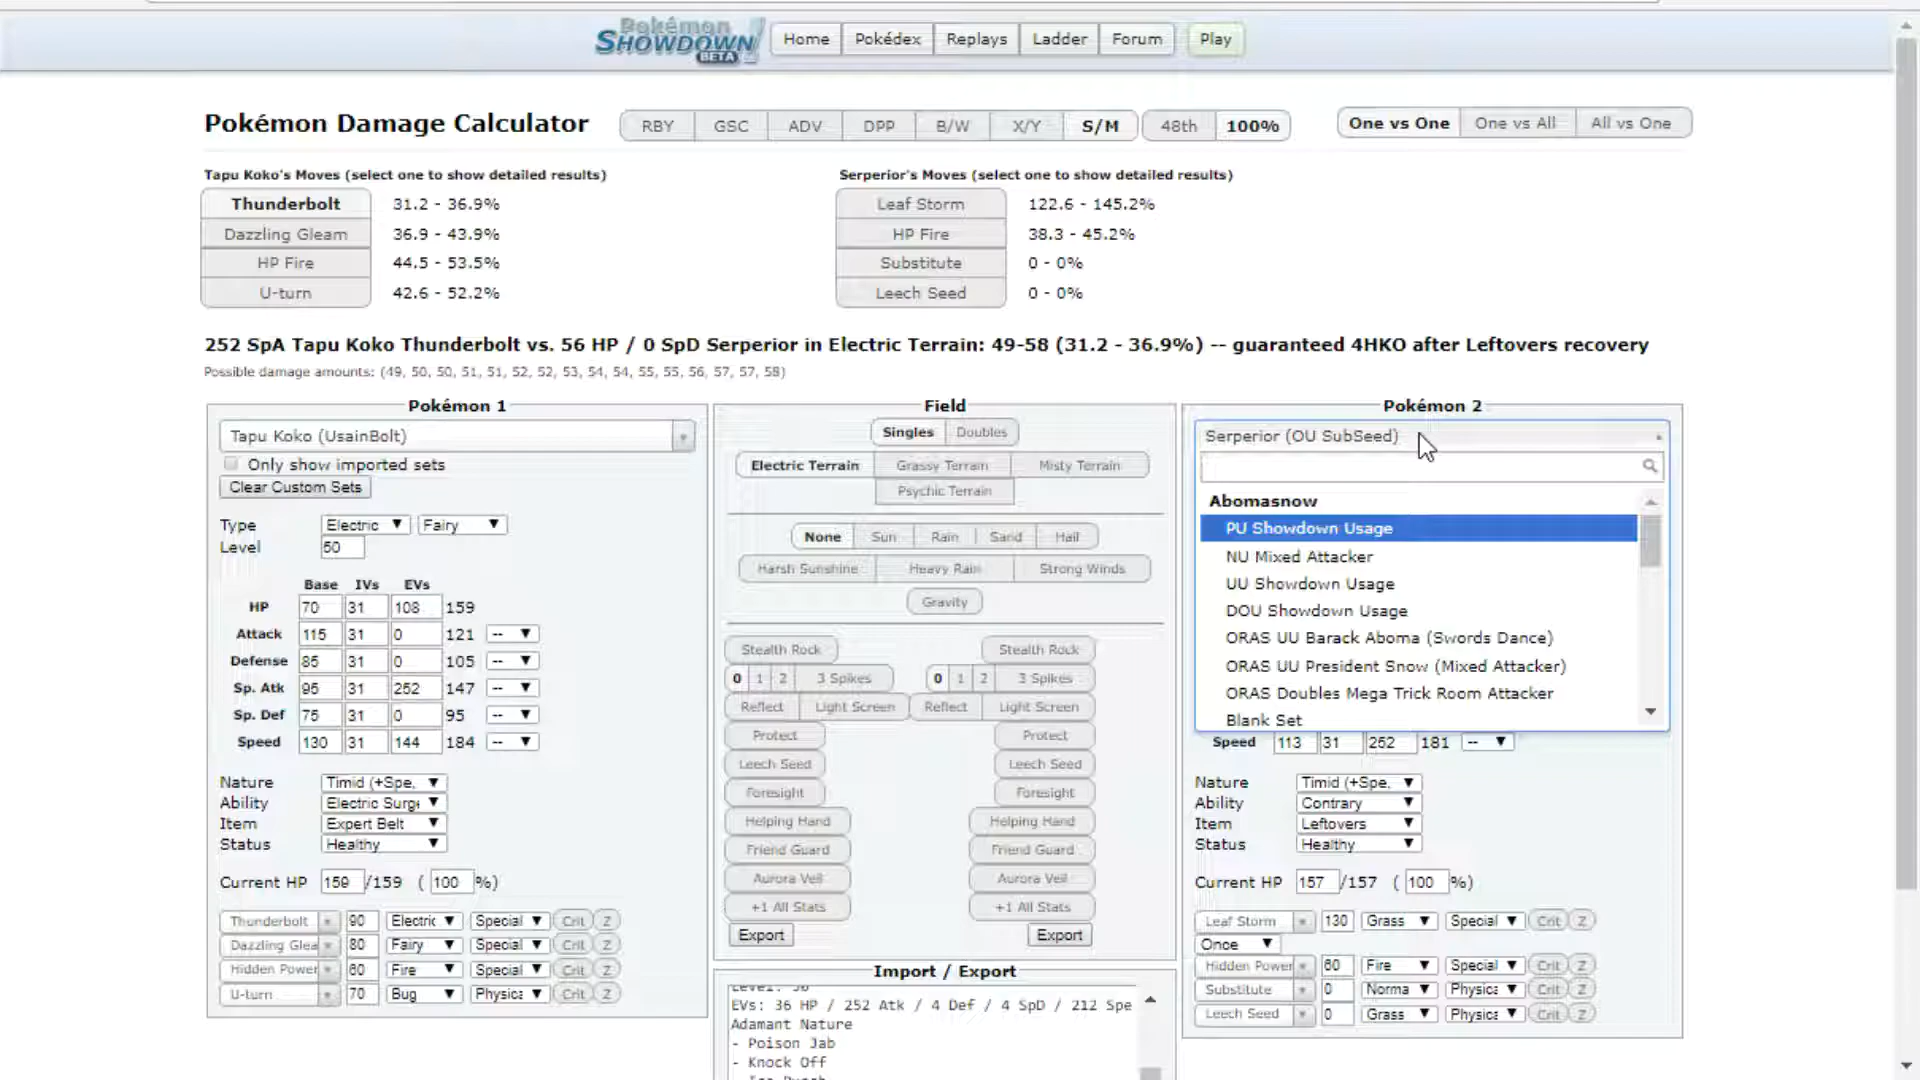 Pokémon
SHOWDOWN
BETA
Home Pokédex Replays Ladder Forum Play
Pokémon Damage Calculator RBY GSC ADV DPP B/W X/Y S/M 48th 100% One vs One One vs All All vs One
Tapu Koko's Moves (select one to show detailed results) Serperior's Moves (select one to show detailed results)
Thunderbolt 31.2 - 36.9% Leaf Storm 122.6 - 145.2%
Dazzling Gleam 36.9 - 43.9% HP Fire 38.3 - 45.2%
HP Fire 44.5 - 53.5% Substitute 0 - 0%
U-turn 42.6 - 52.2% Leech Seed 0 - 0%
252 SpA Tapu Koko Thunderbolt vs. 56 HP / 0 SpD Serperior in Electric Terrain: 49-58 (31.2 - 36.9%) -- guaranteed 4HKO after Leftovers recovery
Possible damage amounts: (49, 50, 50, 51, 51, 52, 52, 53, 54, 54, 55, 55, 56, 57, 57, 58)
Pokémon 1
Tapu Koko (UsainBolt)
Only show imported sets
Clear Custom Sets
Type Electric Fairy
Level 50
Base IVs EVs
HP 70 31 108 159
Attack 115 31 0 121 --
Defense 85 31 0 105 --
Sp. Atk 95 31 252 147 --
Sp. Def 75 31 0 95 --
Speed 130 31 144 184 --
Nature Timid (+Spe,
Ability Electric Surge
Item Expert Belt
Status Healthy
Current HP 159 /159 ( 100 %)
Thunderbolt 90 Electric Special Crit Z
Dazzling Glea 80 Fairy Special Crit Z
Hidden Power 60 Fire Special Crit Z
U-turn 70 Bug Physica Crit Z
Field
Singles Doubles
Electric Terrain Grassy Terrain Misty Terrain
Psychic Terrain
None Sun Rain Sand Hail
Harsh Sunshine Heavy Rain Strong Winds
Gravity
Stealth Rock Stealth Rock
0 1 2 3 Spikes 0 1 2 3 Spikes
Reflect Light Screen Reflect Light Screen
Protect Protect
Leech Seed Leech Seed
Foresight Foresight
Helping Hand Helping Hand
Friend Guard Friend Guard
Aurora Veil Aurora Veil
+1 All Stats +1 All Stats
Export Export
Import / Export
Level: 50
EVs: 36 HP / 252 Atk / 4 Def / 4 SpD / 212 Spe
Adamant Nature
- Poison Jab
- Knock Off
- Ice Punch
Pokémon 2
Serperior (OU SubSeed)
Abomasnow
PU Showdown Usage
NU Mixed Attacker
UU Showdown Usage
DOU Showdown Usage
ORAS UU Barack Aboma (Swords Dance)
ORAS UU President Snow (Mixed Attacker)
ORAS Doubles Mega Trick Room Attacker
Blank Set
Speed 113 31 252 181 --
Nature Timid (+Spe,
Ability Contrary
Item Leftovers
Status Healthy
Current HP 157 /157 ( 100 %)
Leaf Storm 130 Grass Special Crit Z
Once
Hidden Power 60 Fire Special Crit Z
Substitute 0 Norma Physica Crit Z
Leech Seed 0 Grass Physica Crit Z